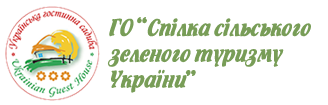 Українська гостинна садиба
Ukrainian Guest House
ГО “Спілка сільського
зеленого туризму
України”